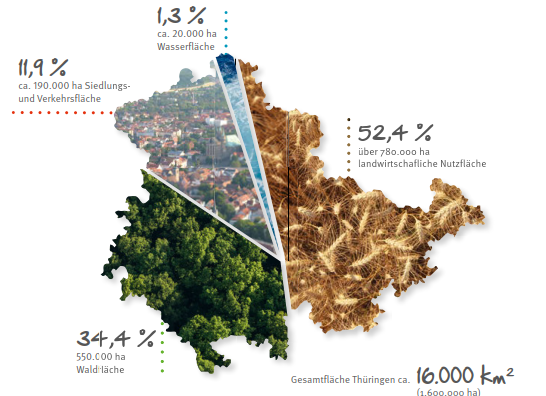 1,3 %
ca. 20.000 ha
Wasserfläche
11,9 %
ca. 190.000 ha Siedlungs-
und Verkehrsfläche
52,4 %
über 780.000 ha
landwirtschafliche Nutzfläche
34,4 %
550.000 ha
Waldfläche
Gesamtfläche Thüringen ca. 16.000 km²
(1.600.000 ha)